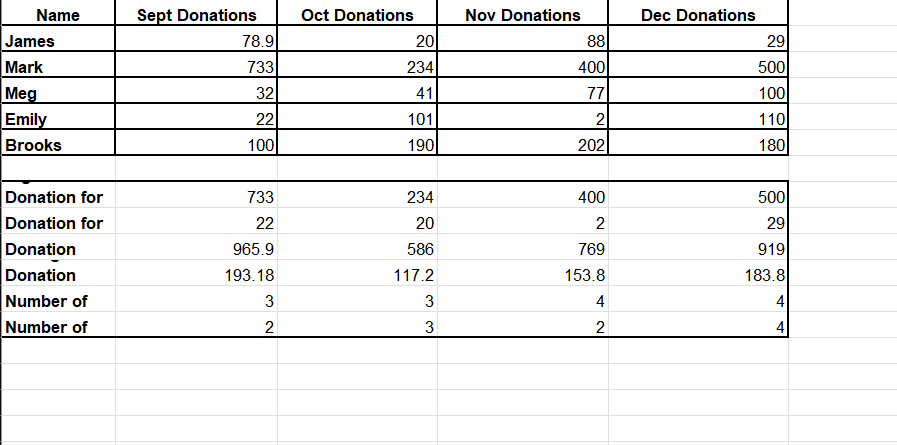 Name Sept Donations Oct Donations Nov Donations Dec Donations
James 78.9 20 88 29
Mark 733 234 400 500
Meg 32 41 77 100
Emily 22 101 2 110
Brooks 100 190 202 180
Donation for 733 234 400 500
Donation for 22 20 2 29
Donation 965.9 586 769 919
Donation 193.18 117.2 153.8 183.8
Number of 3 3 4 4
Number of 2 3 2 4